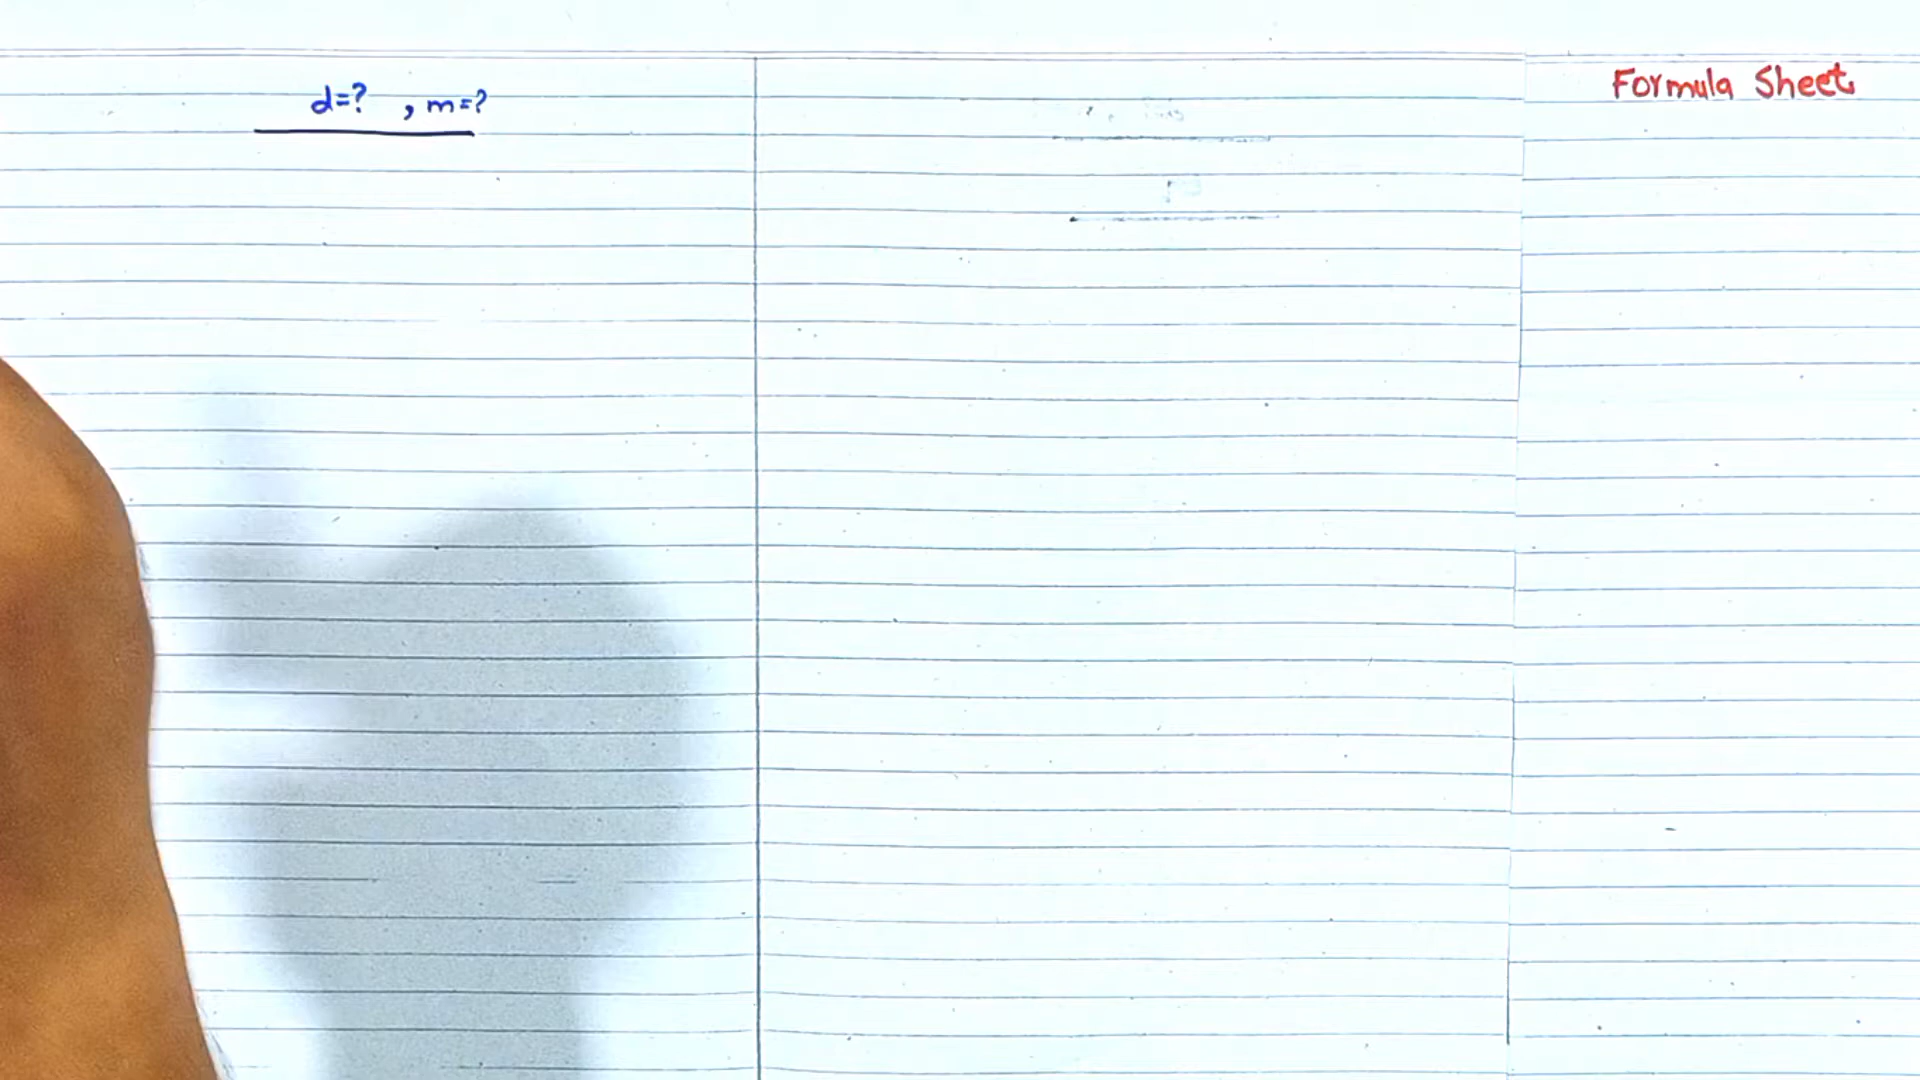 d=? , m=?
Formula Sheet